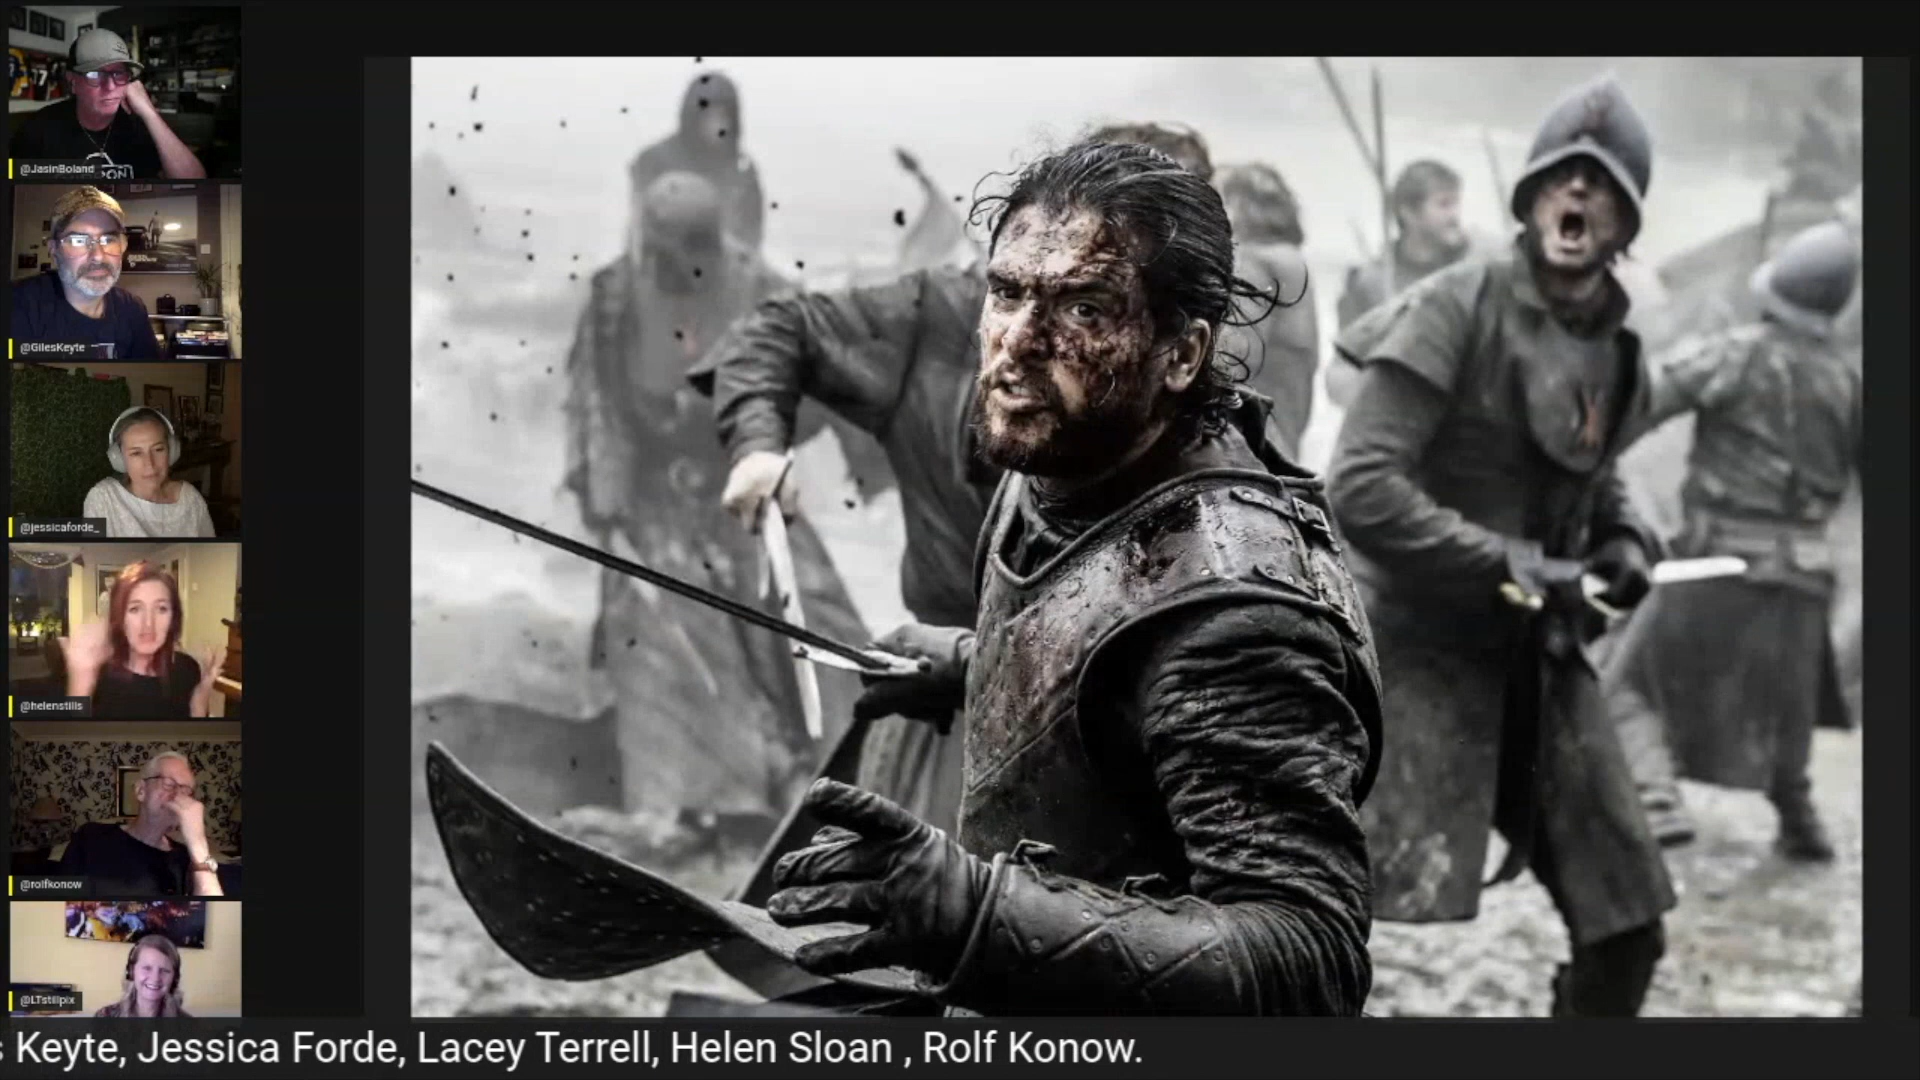 @JasinBoland
@GilesKeyte
@jessicaforde_
@helenstills
@rolfkonow
@LTstillpix
Keyte, Jessica Forde, Lacey Terrell, Helen Sloan , Rolf Konow.